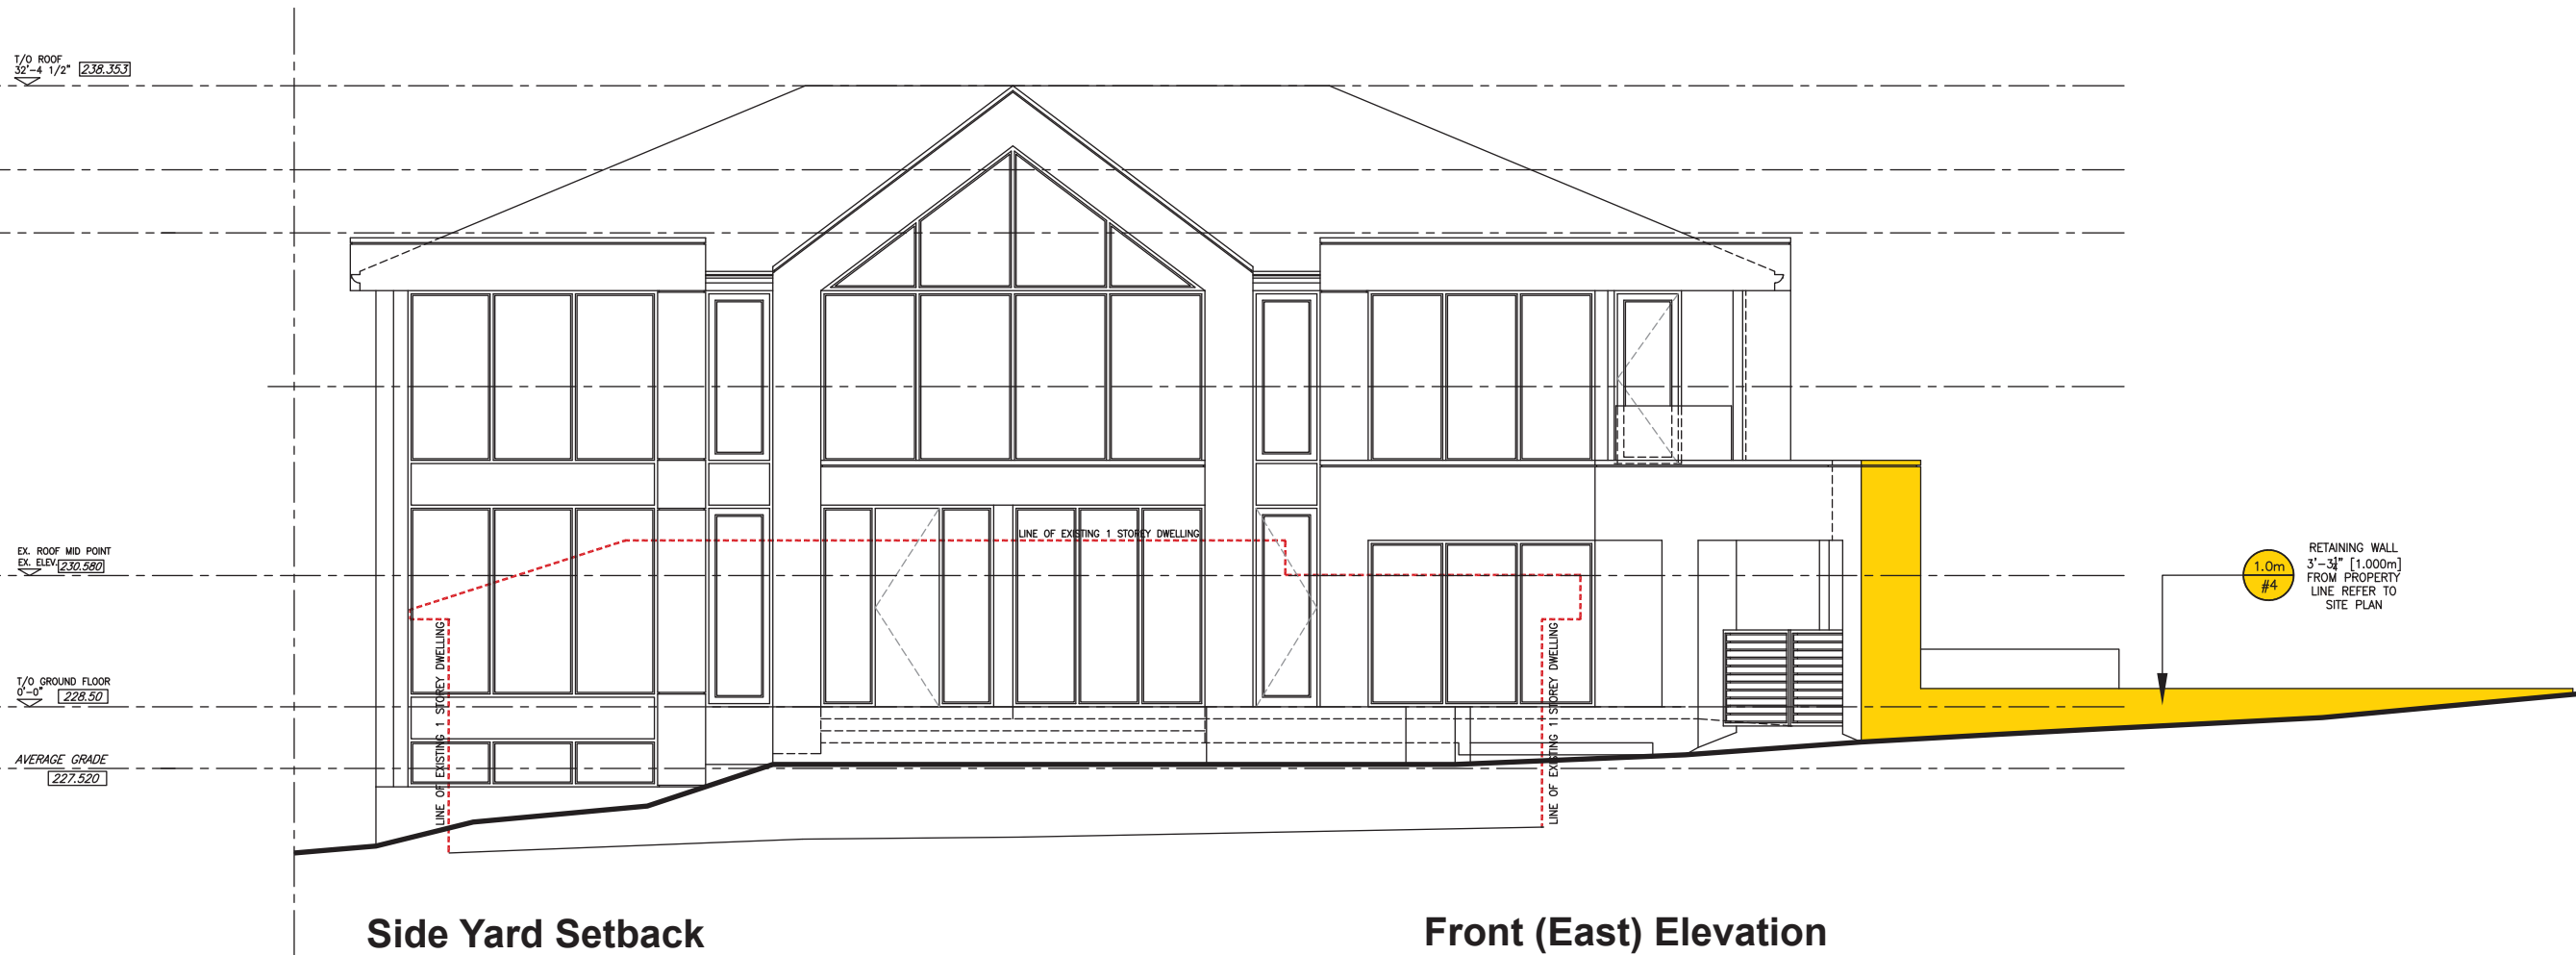 T/O ROOF
32'-4 1/2" 238.353
LINE OF EXISTING 1 STOREY DWELLING
EX. ROOF MID POINT
EX. ELEV. 230.580
1.0m
#4
RETAINING WALL
3'-3¼" [1.000m]
FROM PROPERTY
LINE REFER TO
SITE PLAN
LINE OF EXISTING 1 STOREY DWELLING
LINE OF EXISTING 1 STOREY DWELLING
T/O GROUND FLOOR
0'-0" 228.50
AVERAGE GRADE
227.520
Side Yard Setback
Front (East) Elevation